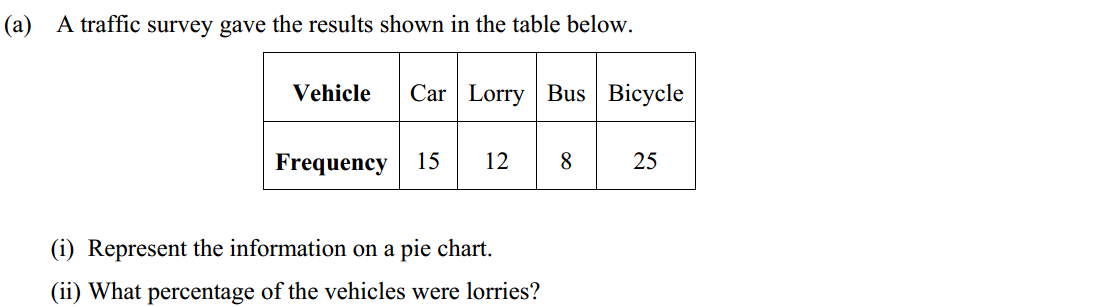 (a) A traffic survey gave the results shown in the table below.
Vehicle Car Lorry Bus Bicycle
Frequency 15 12 8 25
(i) Represent the information on a pie chart.
(ii) What percentage of the vehicles were lorries?